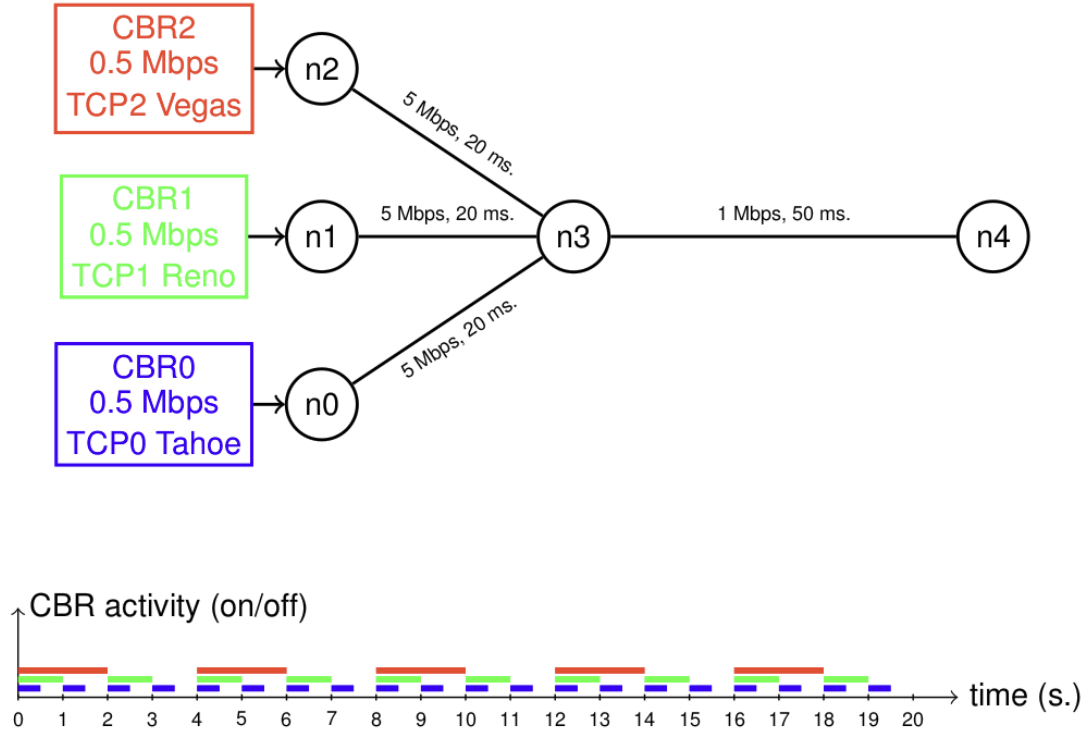 CBR2
0.5 Mbps
TCP2 Vegas
n2
5 Mbps, 20 ms.
CBR1
0.5 Mbps
TCP1 Reno
n1
5 Mbps, 20 ms.
n3
1 Mbps, 50 ms.
n4
5 Mbps, 20 ms.
CBR0
0.5 Mbps
TCP0 Tahoe
n0
CBR activity (on/off)
time (s.)
0 1 2 3 4 5 6 7 8 9 10 11 12 13 14 15 16 17 18 19 20